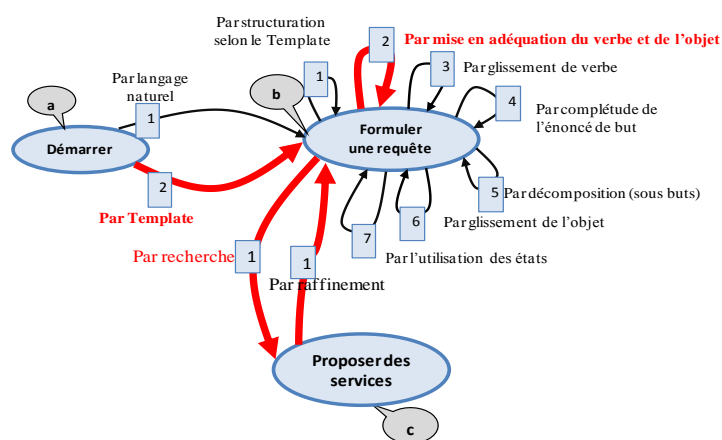 Par structuration
selon le Template
1
2
Par mise en adéquation du verbe et de l'objet
3
Par glissement de verbe
4
Par complétude de
l'énoncé de but
Par langage
naturel
1
a
b
Démarrer
Formuler
une requête
2
Par Template
5
Par décomposition (sous buts)
6
Par glissement de l'objet
7
Par l'utilisation des états
Par recherche
1
1
Par raffinement
Proposer des
services
c